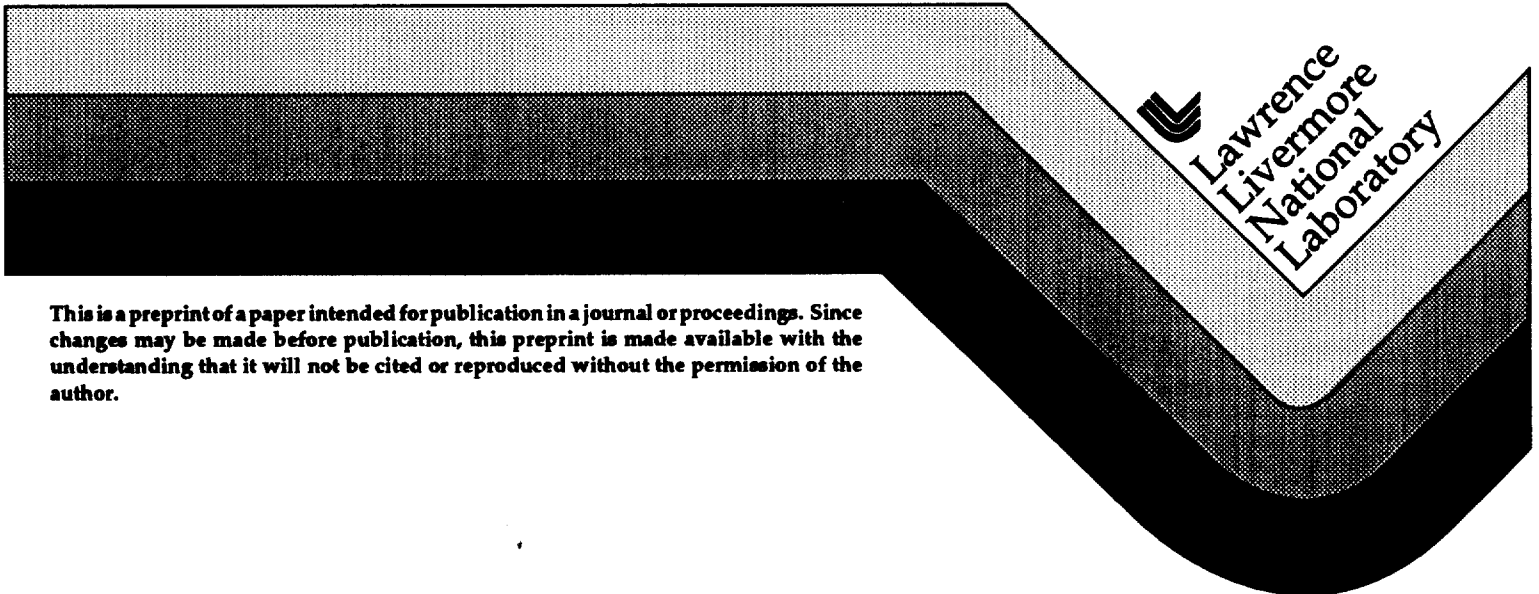 Lawrence
Livermore
National
Laboratory
This is a preprint of a paper intended for publication in a journal or proceedings. Since
changes may be made before publication, this preprint is made available with the
understanding that it will not be cited or reproduced without the permission of the
author.